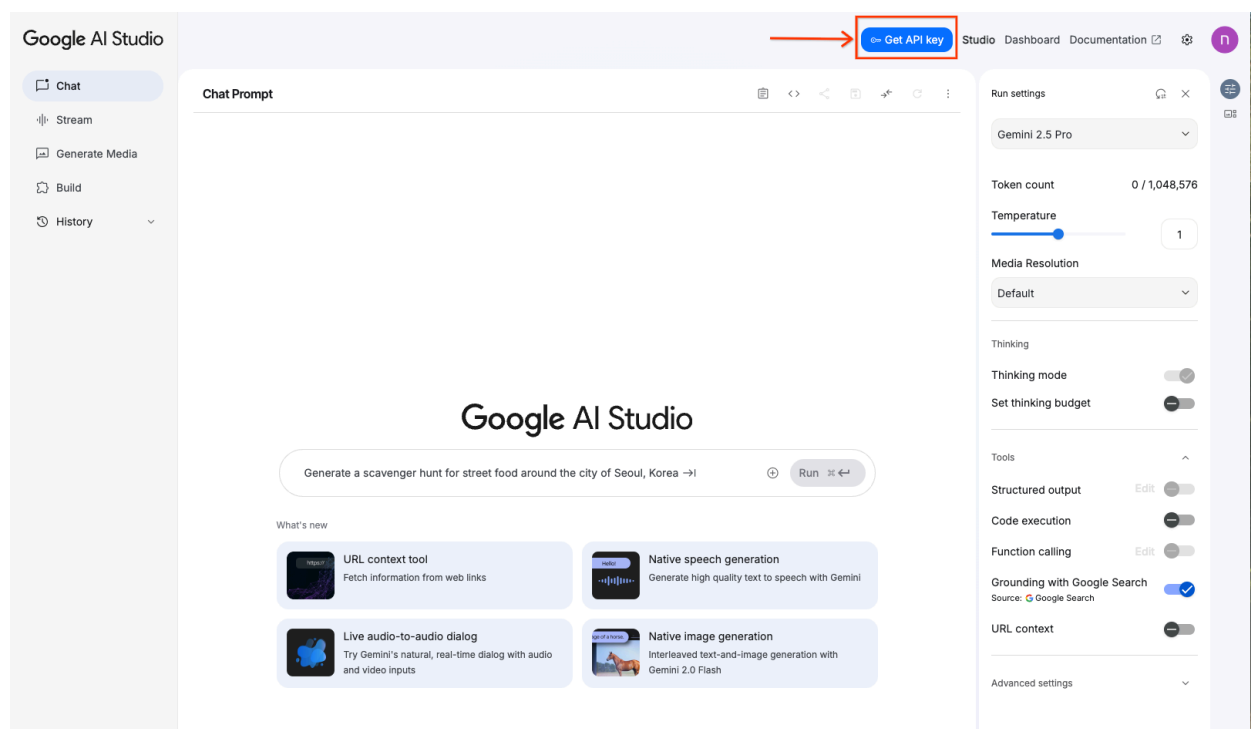 Google AI Studio
Get API key
Studio
Dashboard
Documentation
n
Chat
Stream
Generate Media
Build
History
Chat Prompt
Google AI Studio
Generate a scavenger hunt for street food around the city of Seoul, Korea
Run ⌘↵
What's new
URL context tool
Fetch information from web links
Hello!
Native speech generation
Generate high quality text to speech with Gemini
Live audio-to-audio dialog
Try Gemini's natural, real-time dialog with audio
and video inputs
Native image generation
Interleaved text-and-image generation with
Gemini 2.0 Flash
Run settings
Gemini 2.5 Pro
Token count
0 / 1,048,576
Temperature
1
Media Resolution
Default
Thinking
Thinking mode
Set thinking budget
Tools
Structured output
Edit
Code execution
Function calling
Edit
Grounding with Google Search
Source: Google Search
URL context
Advanced settings